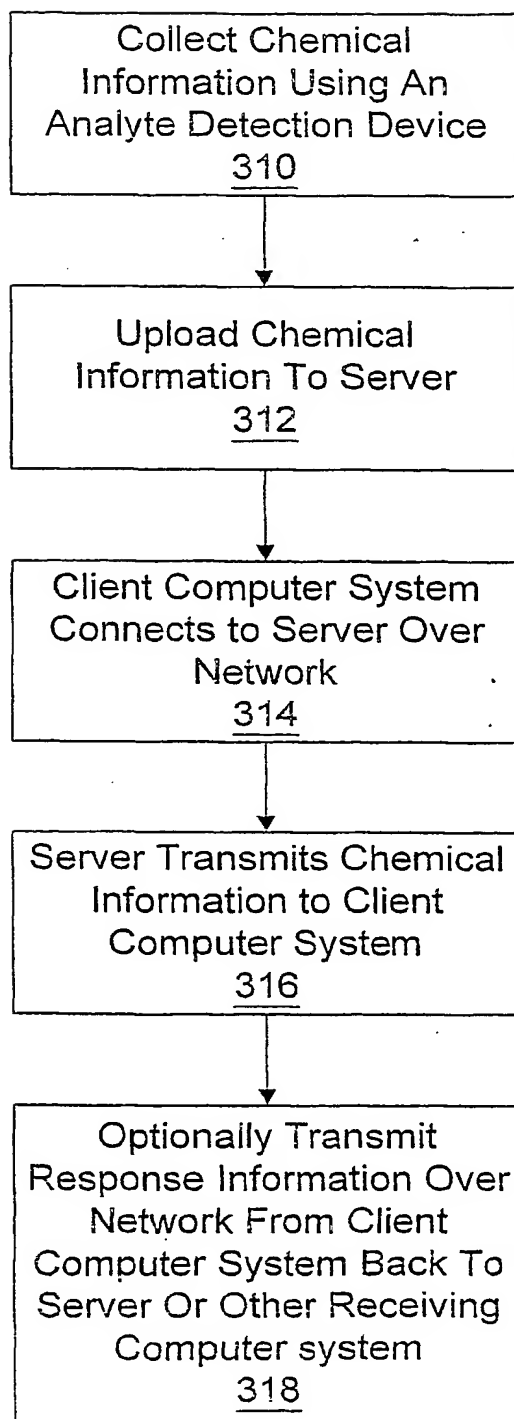 Collect Chemical
Information Using An
Analyte Detection Device
310
Upload Chemical
Information To Server
312
Client Computer System
Connects to Server Over
Network
314
Server Transmits Chemical
Information to Client
Computer System
316
Optionally Transmit
Response Information Over
Network From Client
Computer System Back To
Server Or Other Receiving
Computer system
318